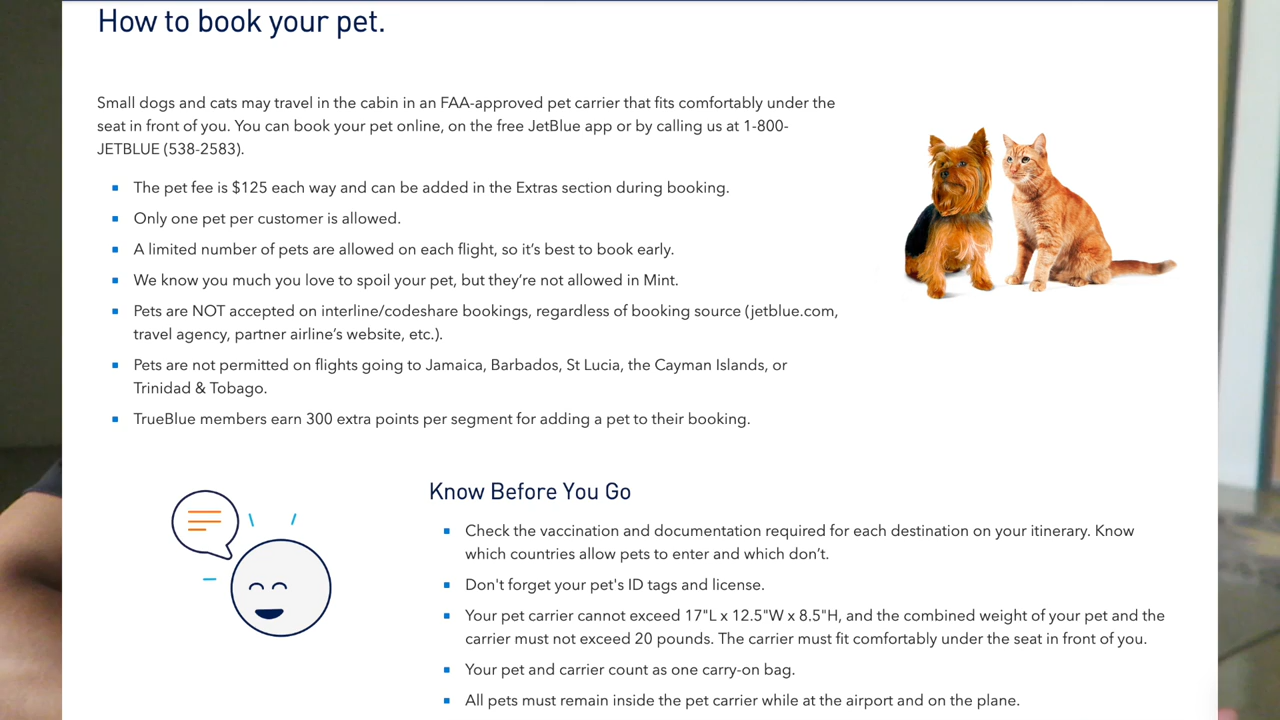 How to book your pet.
Small dogs and cats may travel in the cabin in an FAA-approved pet carrier that fits comfortably under the
seat in front of you. You can book your pet online, on the free JetBlue app or by calling us at 1-800-
JETBLUE (538-2583).
The pet fee is $125 each way and can be added in the Extras section during booking.
Only one pet per customer is allowed.
A limited number of pets are allowed on each flight, so it's best to book early.
We know you much you love to spoil your pet, but they're not allowed in Mint.
Pets are NOT accepted on interline/codeshare bookings, regardless of booking source (jetblue.com,
travel agency, partner airline's website, etc.).
Pets are not permitted on flights going to Jamaica, Barbados, St Lucia, the Cayman Islands, or
Trinidad & Tobago.
TrueBlue members earn 300 extra points per segment for adding a pet to their booking.
Know Before You Go
Check the vaccination and documentation required for each destination on your itinerary. Know
which countries allow pets to enter and which don't.
Don't forget your pet's ID tags and license.
Your pet carrier cannot exceed 17"L x 12.5"W x 8.5"H, and the combined weight of your pet and the
carrier must not exceed 20 pounds. The carrier must fit comfortably under the seat in front of you.
Your pet and carrier count as one carry-on bag.
All pets must remain inside the pet carrier while at the airport and on the plane.